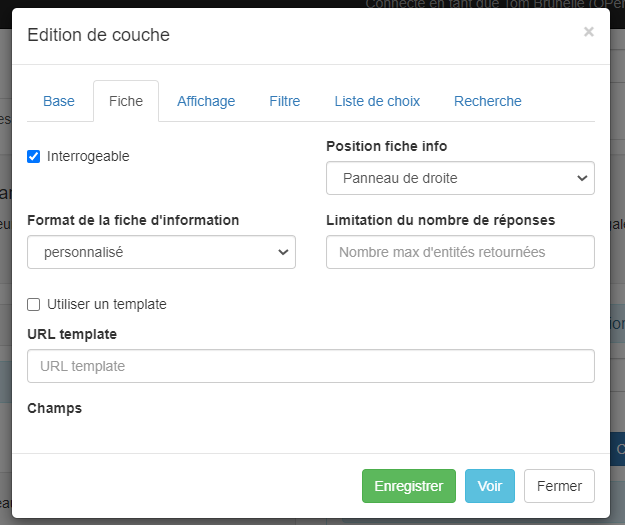 Connecté en tant que Tom Brunelle (OPen
Edition de couche
×
Base Fiche Affichage Filtre Liste de choix Recherche
Interrogeable
Position fiche info
Panneau de droite
Format de la fiche d'information
Limitation du nombre de réponses
personnalisé
Nombre max d'entités retournées
Utiliser un template
URL template
URL template
Champs
Enregistrer Voir Fermer